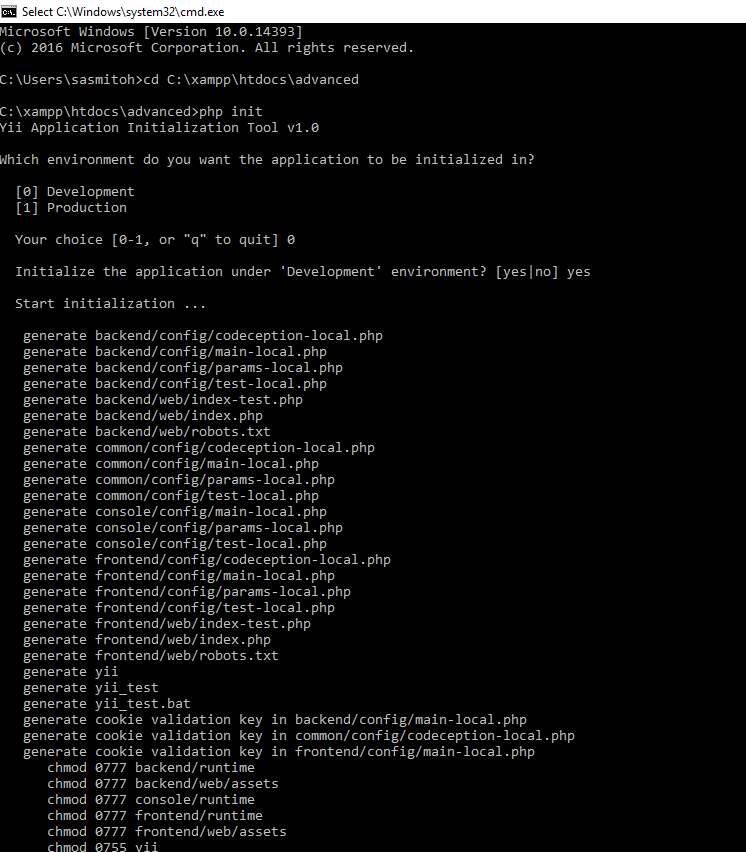 Select C:\Windows\system32\cmd.exe
Microsoft Windows [Version 10.0.14393]
(c) 2016 Microsoft Corporation. All rights reserved.
C:\Users\sasmitoh>cd C:\xampp\htdocs\advanced
C:\xampp\htdocs\advanced>php init
Yii Application Initialization Tool v1.0
Which environment do you want the application to be initialized in?
[0] Development
[1] Production
Your choice [0-1, or "q" to quit] 0
Initialize the application under 'Development' environment? [yes|no] yes
Start initialization ...
generate backend/config/codeception-local.php
generate backend/config/main-local.php
generate backend/config/params-local.php
generate backend/config/test-local.php
generate backend/web/index-test.php
generate backend/web/index.php
generate backend/web/robots.txt
generate common/config/codeception-local.php
generate common/config/main-local.php
generate common/config/params-local.php
generate common/config/test-local.php
generate console/config/main-local.php
generate console/config/params-local.php
generate console/config/test-local.php
generate frontend/config/codeception-local.php
generate frontend/config/main-local.php
generate frontend/config/params-local.php
generate frontend/config/test-local.php
generate frontend/web/index-test.php
generate frontend/web/index.php
generate frontend/web/robots.txt
generate yii
generate yii_test
generate yii_test.bat
generate cookie validation key in backend/config/main-local.php
generate cookie validation key in common/config/codeception-local.php
generate cookie validation key in frontend/config/main-local.php
chmod 0777 backend/runtime
chmod 0777 backend/web/assets
chmod 0777 console/runtime
chmod 0777 frontend/runtime
chmod 0777 frontend/web/assets
chmod 0755 yii